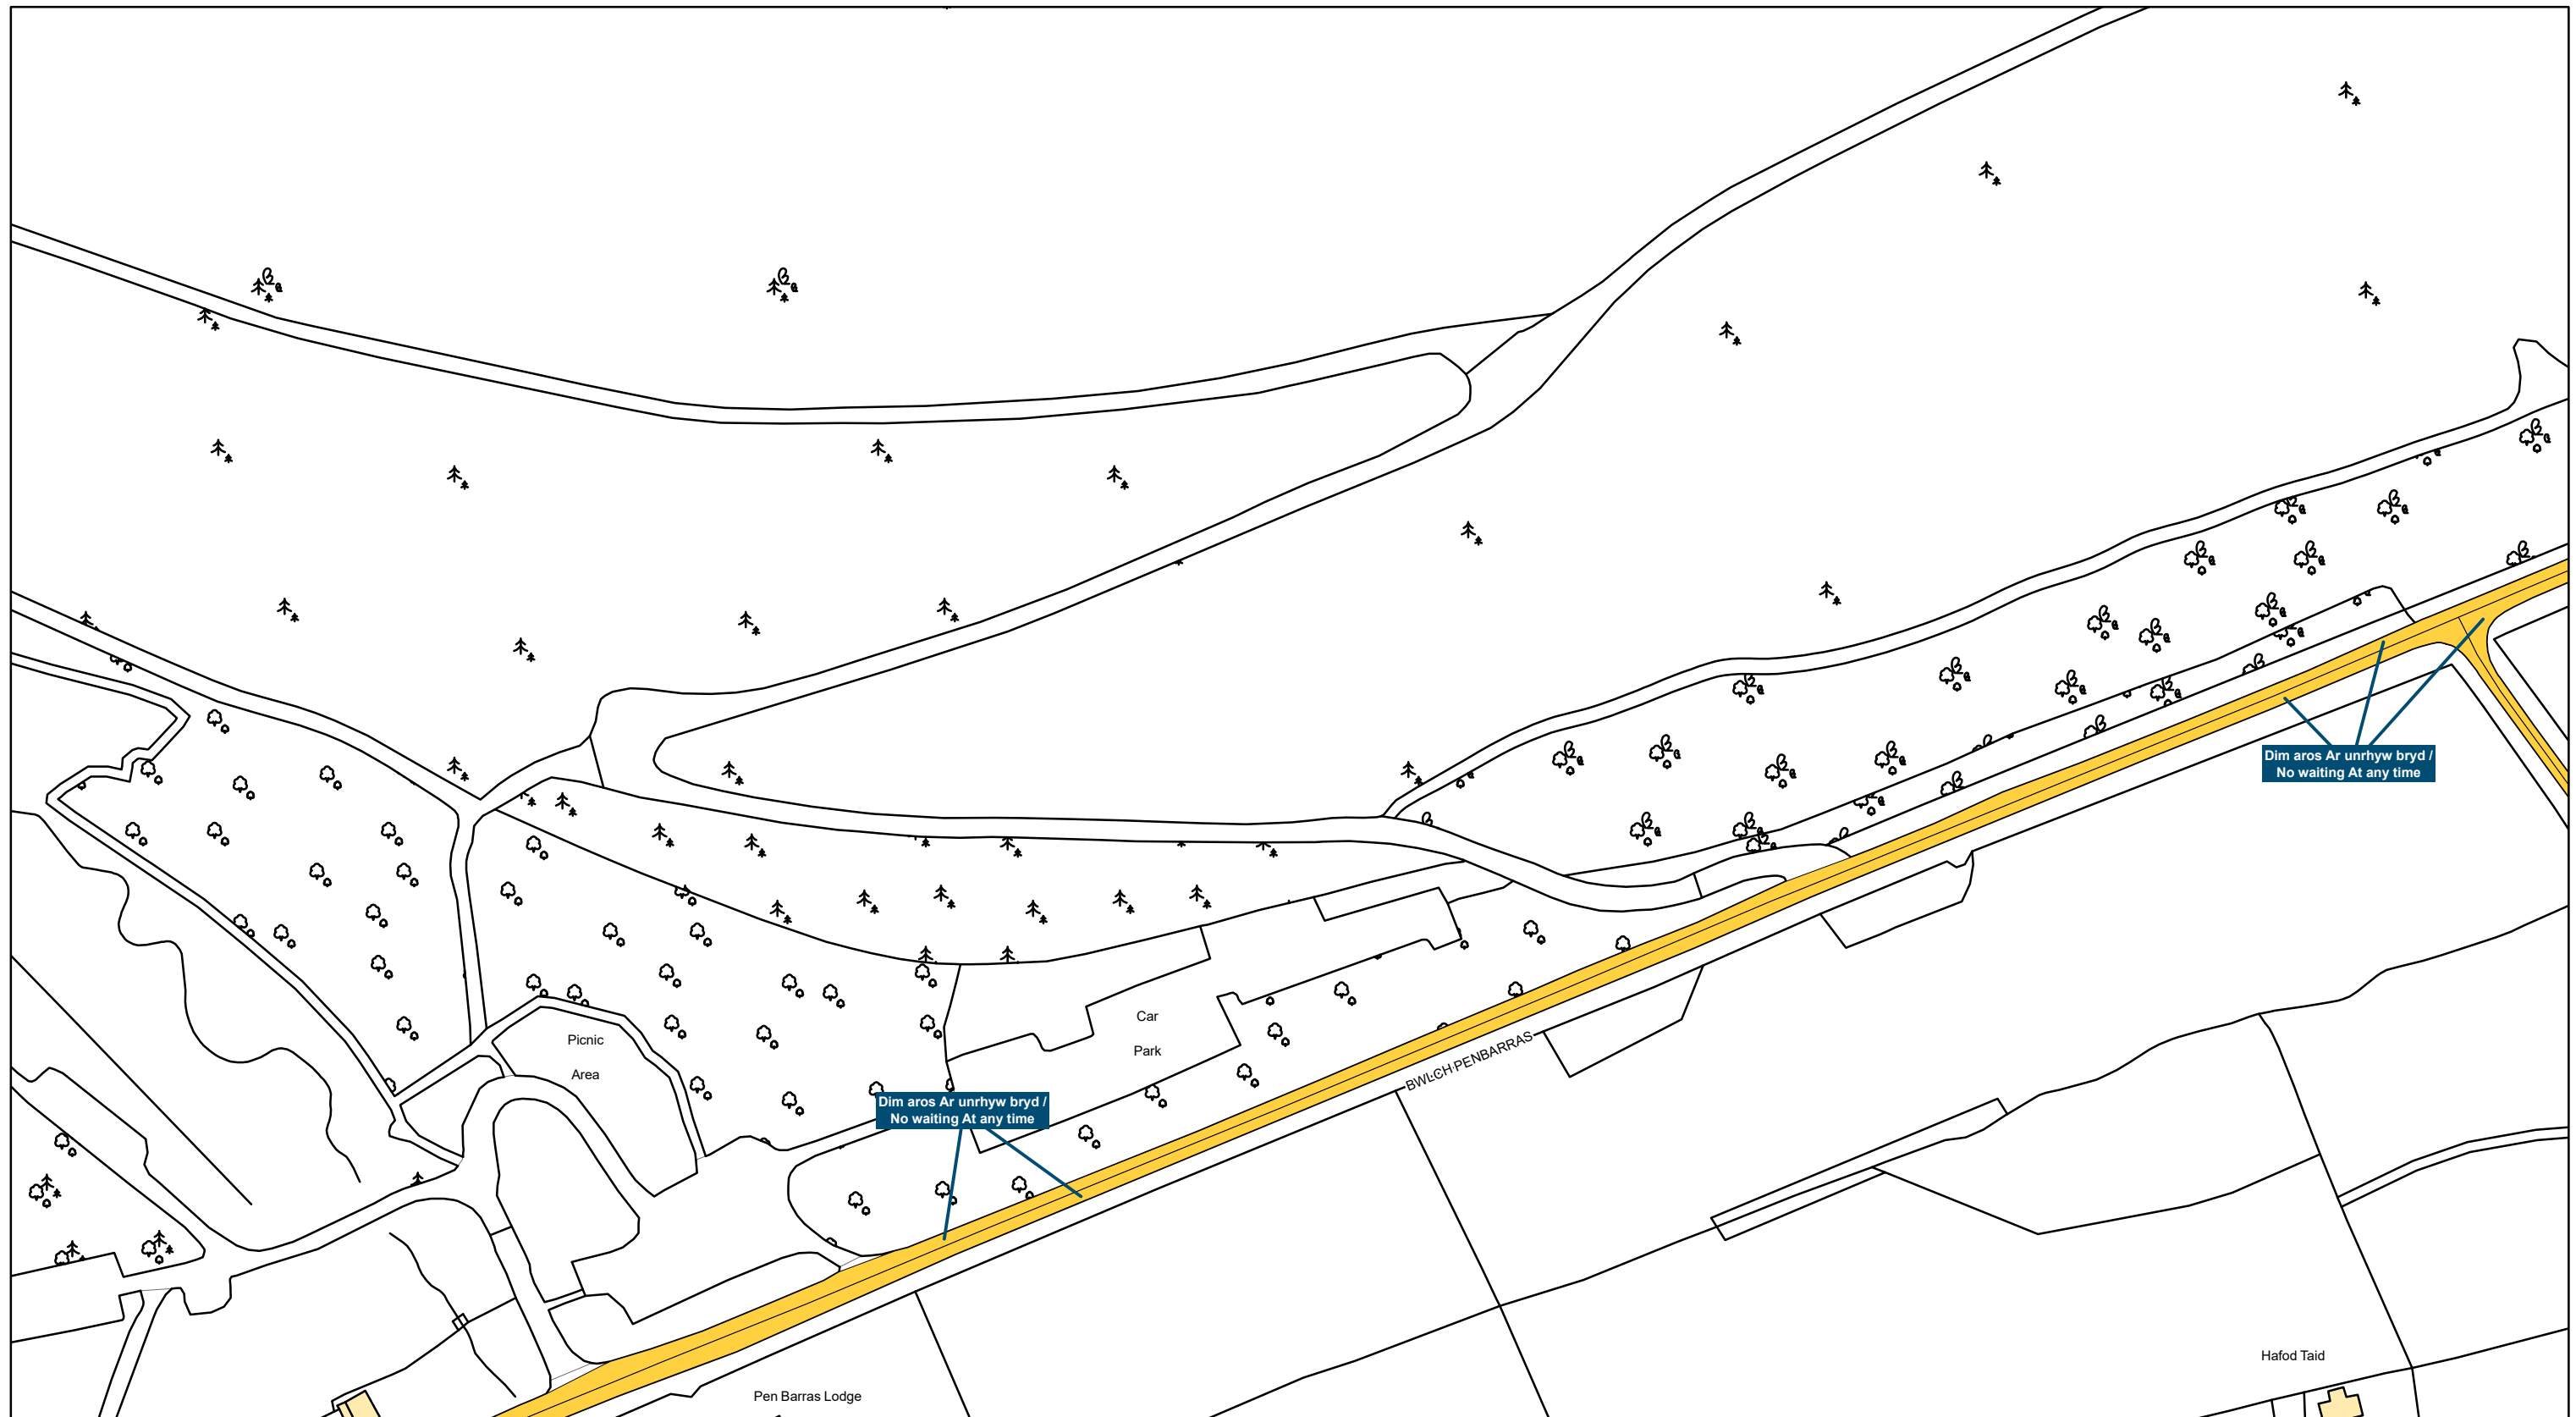 Dim aros Ar unrhyw bryd /
No waiting At any time
Car
Park
Picnic
Area
BWLCH PENBARRAS
Dim aros Ar unrhyw bryd /
No waiting At any time
Hafod Taid
Pen Barras Lodge